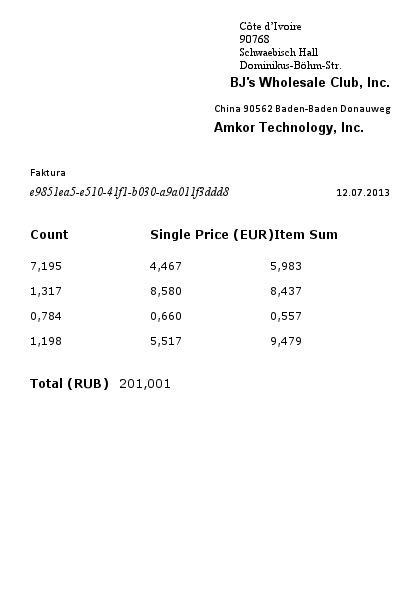 Côte d'Ivoire
90768
Schwaebisch Hall
Dominikus-Böhm-Str.
BJ's Wholesale Club, Inc.
China 90562 Baden-Baden Donauweg
Amkor Technology, Inc.
Faktura
e9851ea5-e510-41f1-b030-a9a011f3ddd8 12.07.2013
Count Single Price (EUR)Item Sum
7,195 4,467 5,983
1,317 8,580 8,437
0,784 0,660 0,557
1,198 5,517 9,479
Total (RUB) 201,001